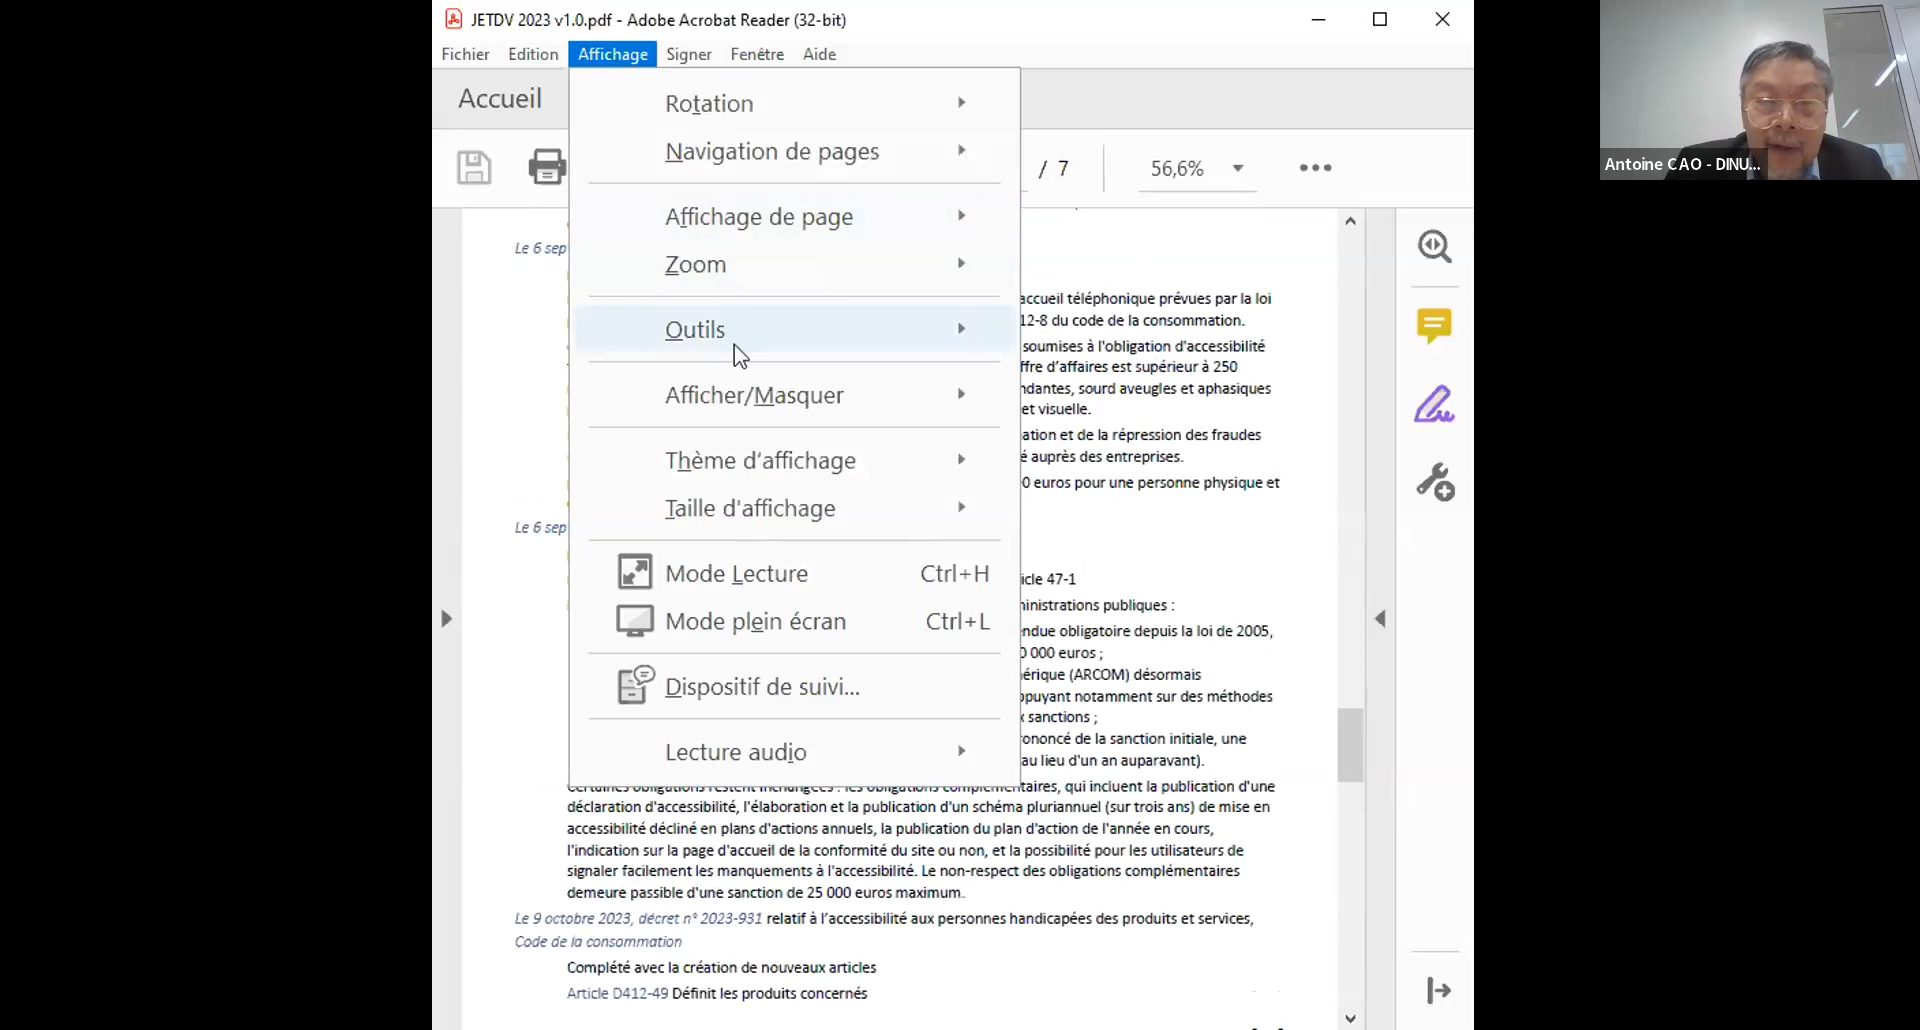 JETDV 2023 v1.0.pdf - Adobe Acrobat Reader (32-bit)
Fichier Edition Affichage Signer Fenêtre Aide
Accueil
/ 7
56,6%
Rotation
Navigation de pages
Affichage de page
Zoom
Outils
Afficher/Masquer
Thème d'affichage
Taille d'affichage
Mode Lecture Ctrl+H
Mode plein écran Ctrl+L
Dispositif de suivi...
Lecture audio
Antoine CAO - DINU...
Le 6 sep
accueil téléphonique prévues par la loi
12-8 du code de la consommation.
soumises à l'obligation d'accessibilité
ffre d'affaires est supérieur à 250
ndantes, sourd aveugles et aphasiques
et visuelle.
ation et de la répression des fraudes
é auprès des entreprises.
0 euros pour une personne physique et
Le 6 sep
icle 47-1
ministrations publiques :
endue obligatoire depuis la loi de 2005,
0 000 euros ;
érique (ARCOM) désormais
ppuyant notamment sur des méthodes
x sanctions ;
ononcé de la sanction initiale, une
au lieu d'un an auparavant).
Certaines obligations restent inchangées : les obligations complémentaires, qui incluent la publication d'une
déclaration d'accessibilité, l'élaboration et la publication d'un schéma pluriannuel (sur trois ans) de mise en
accessibilité décliné en plans d'actions annuels, la publication du plan d'action de l'année en cours,
l'indication sur la page d'accueil de la conformité du site ou non, et la possibilité pour les utilisateurs de
signaler facilement les manquements à l'accessibilité. Le non-respect des obligations complémentaires
demeure passible d'une sanction de 25 000 euros maximum.
Le 9 octobre 2023, décret n° 2023-931 relatif à l'accessibilité aux personnes handicapées des produits et services,
Code de la consommation
Complété avec la création de nouveaux articles
Article D412-49 Définit les produits concernés